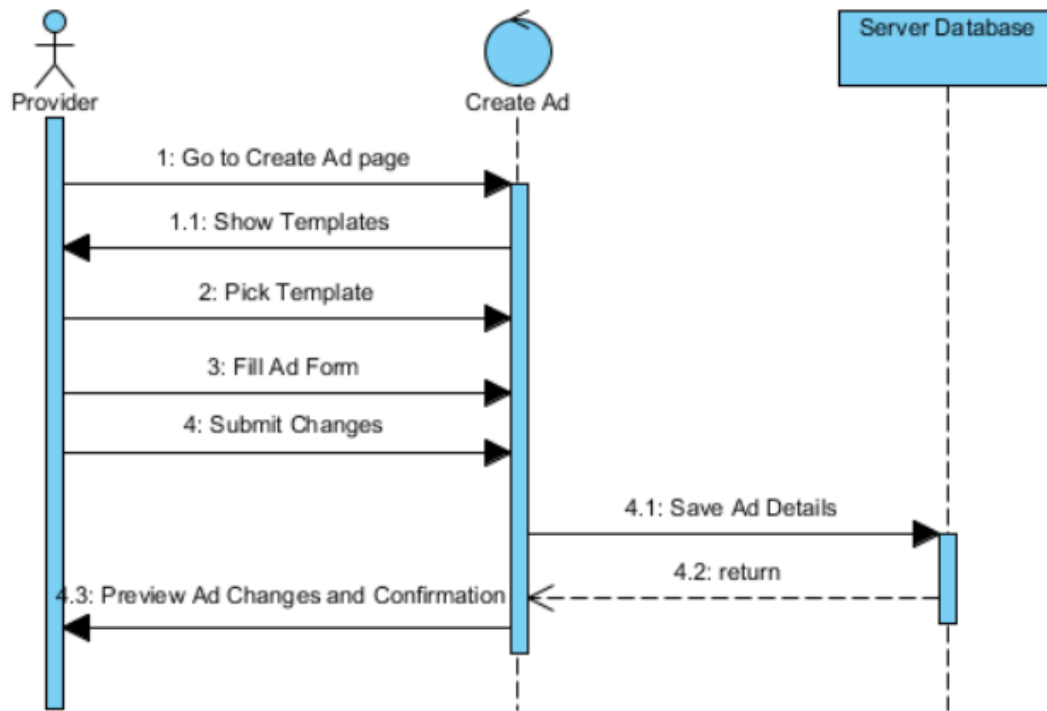 Provider
Create Ad
Server Database
1: Go to Create Ad page
1.1: Show Templates
2: Pick Template
3: Fill Ad Form
4: Submit Changes
4.1: Save Ad Details
4.2: return
4.3: Preview Ad Changes and Confirmation